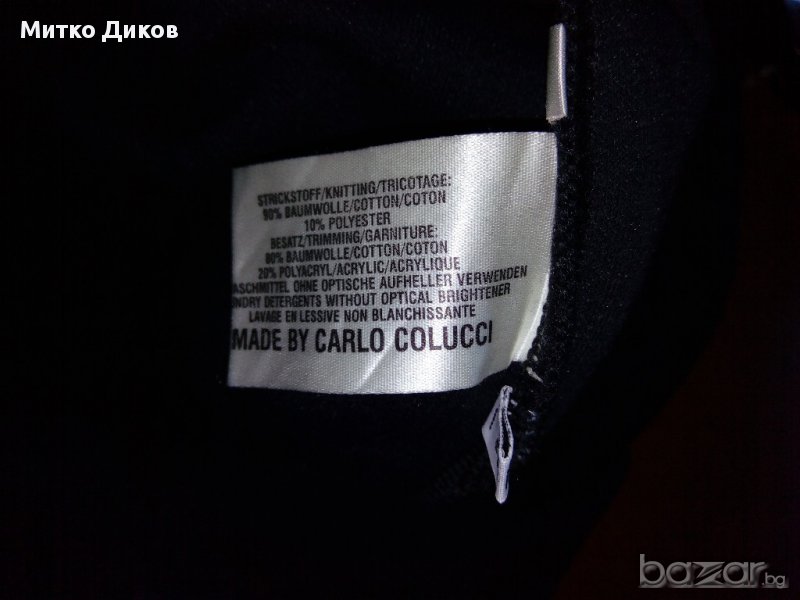 Митко Диков
STRICKSTOFF/KNITTING/TRICOTAGE:
90% BAUMWOLLE/COTTON/COTON
10% POLYESTER
BESATZ/TRIMMING/GARNITURE:
80% BAUMWOLLE/COTTON/COTON
20% POLYACRYL/ACRYLIC/ACRYLIQUE
ASCHMITTEL OHNE OPTISCHE AUFHELLER VERWENDEN
NDRY DETERGENTS WITHOUT OPTICAL BRIGHTENER
LAVAGE EN LESSIVE NON BLANCHISSANTE
MADE BY CARLO COLUCCI
bazar.bg